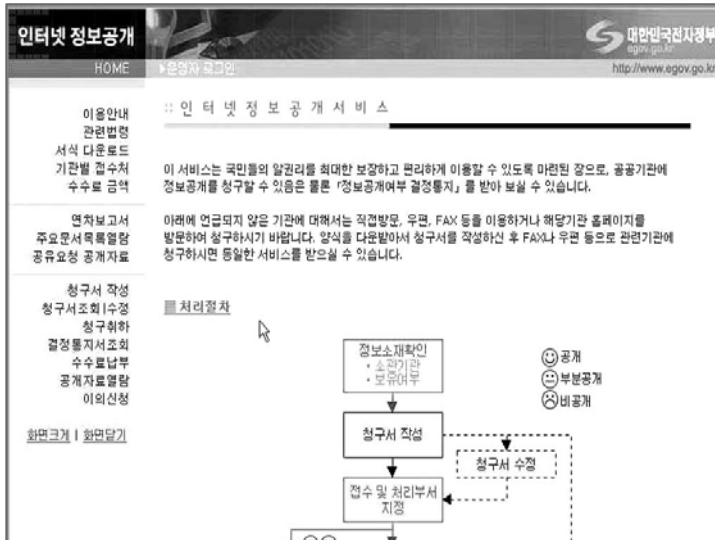 인터넷 정보공개
대한민국전자정부
egov.go.kr
HOME
▶운영자 로그인
http://www.egov.go.kr
이용안내
관련법령
서식 다운로드
기관별 접수처
수수료 금액
연차보고서
주요문서목록열람
공유요청 공개자료
청구서 작성
청구서조회|수정
청구취하
결정통지서조회
수수료납부
공개자료열람
이의신청
화면크게 | 화면닫기
:: 인 터 넷 정 보 공 개 서 비 스
이 서비스는 국민들의 알권리를 최대한 보장하고 편리하게 이용할 수 있도록 마련된 장으로, 공공기관에
정보공개를 청구할 수 있음은 물론 「정보공개여부 결정통지」를 받아 보실 수 있습니다.
아래에 언급되지 않은 기관에 대해서는 직접방문, 우편, FAX 등을 이용하거나 해당기관 홈페이지를
방문하여 청구하시기 바랍니다. 양식을 다운받아서 청구서를 작성하신 후 FAX나 우편 등으로 관련기관에
청구하시면 동일한 서비스를 받으실 수 있습니다.
처리절차
정보소재확인
• 소관기관
• 보유여부
공개
부분공개
비공개
청구서 작성
청구서 수정
접수 및 처리부서
지정